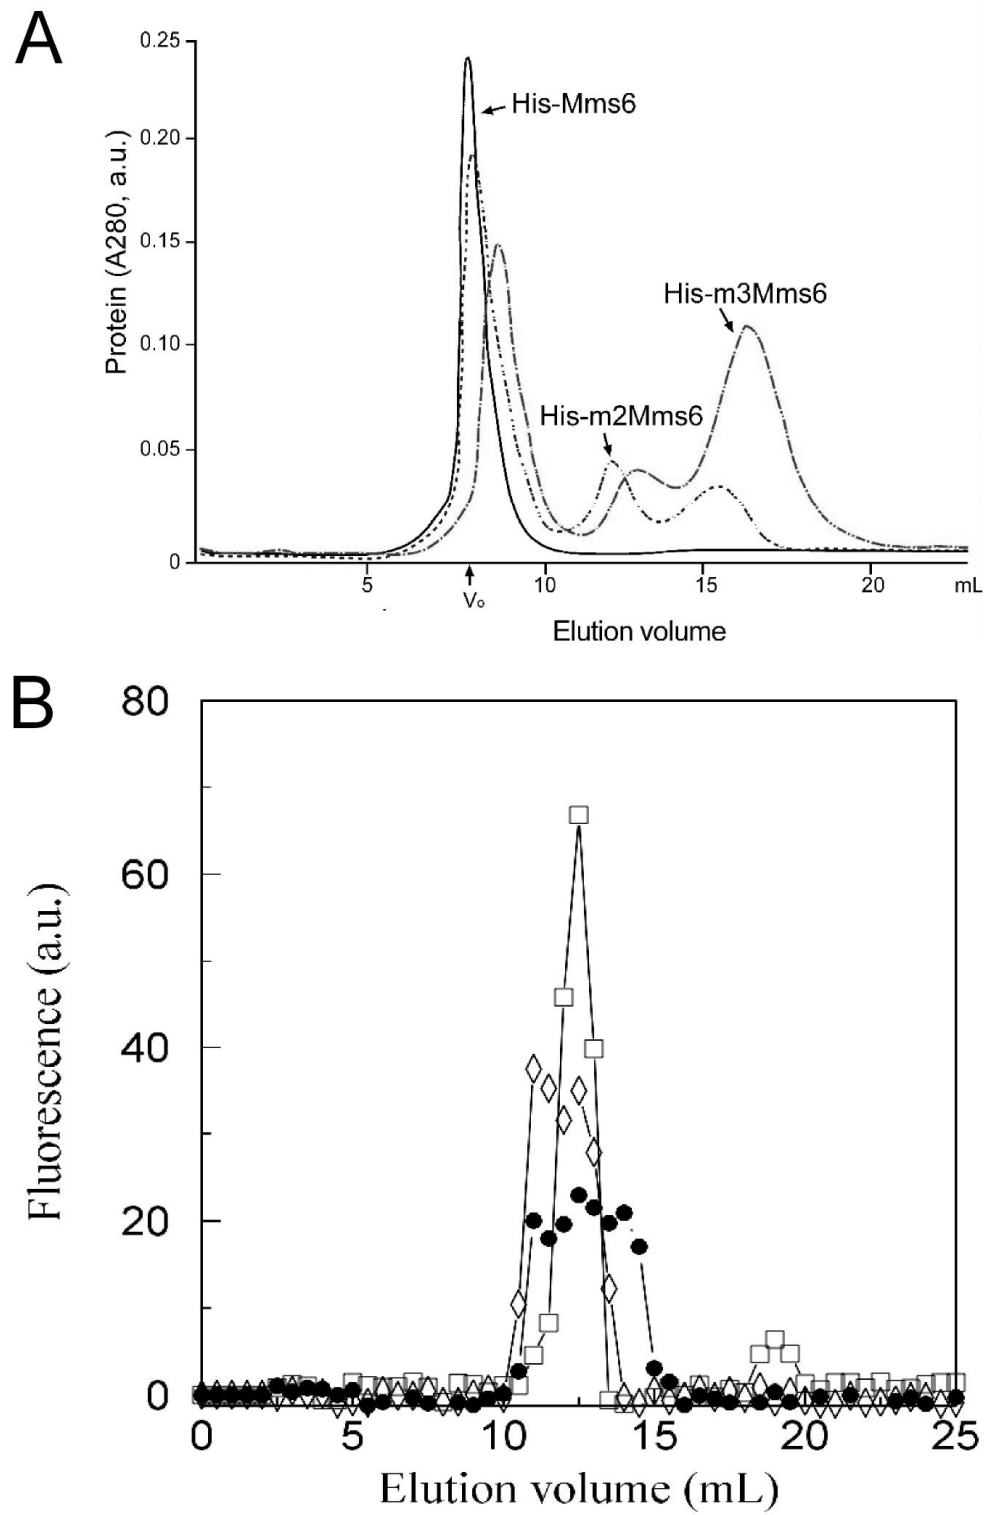 A
0.25
His-Mms6
0.20
Protein (A280, a.u.)
0.15
His-m3Mms6
0.10
His-m2Mms6
0.05
0
5 10 15 20 mL
Vo
Elution volume
B
80
60
Fluorescence (a.u.)
40
20
0
0 5 10 15 20 25
Elution volume (mL)